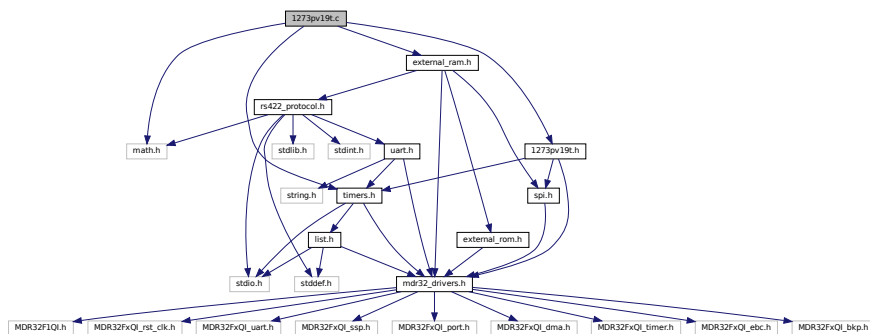 1273pv19t.c
external_ram.h
rs422_protocol.h
math.h
stdlib.h
stdint.h
uart.h
1273pv19t.h
string.h
timers.h
spi.h
list.h
external_rom.h
stdio.h
stddef.h
mdr32_drivers.h
MDR32F1QI.h
MDR32FxQI_rst_clk.h
MDR32FxQI_uart.h
MDR32FxQI_ssp.h
MDR32FxQI_port.h
MDR32FxQI_dma.h
MDR32FxQI_timer.h
MDR32FxQI_ebc.h
MDR32FxQI_bkp.h